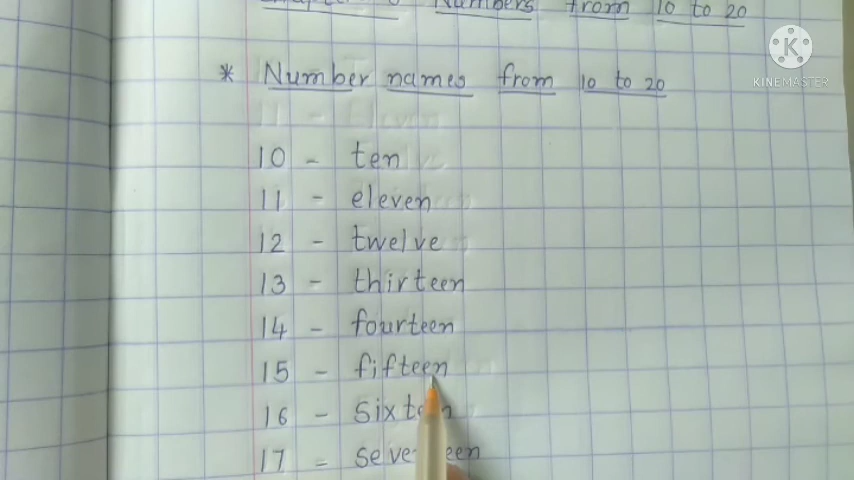 Numbers from 10 to 20
K
KINEMASTER
* Number names from 10 to 20
10 - ten
11 - eleven
12 - twelve
13 - thirteen
14 - fourteen
15 - fifteen
16 -
17 -